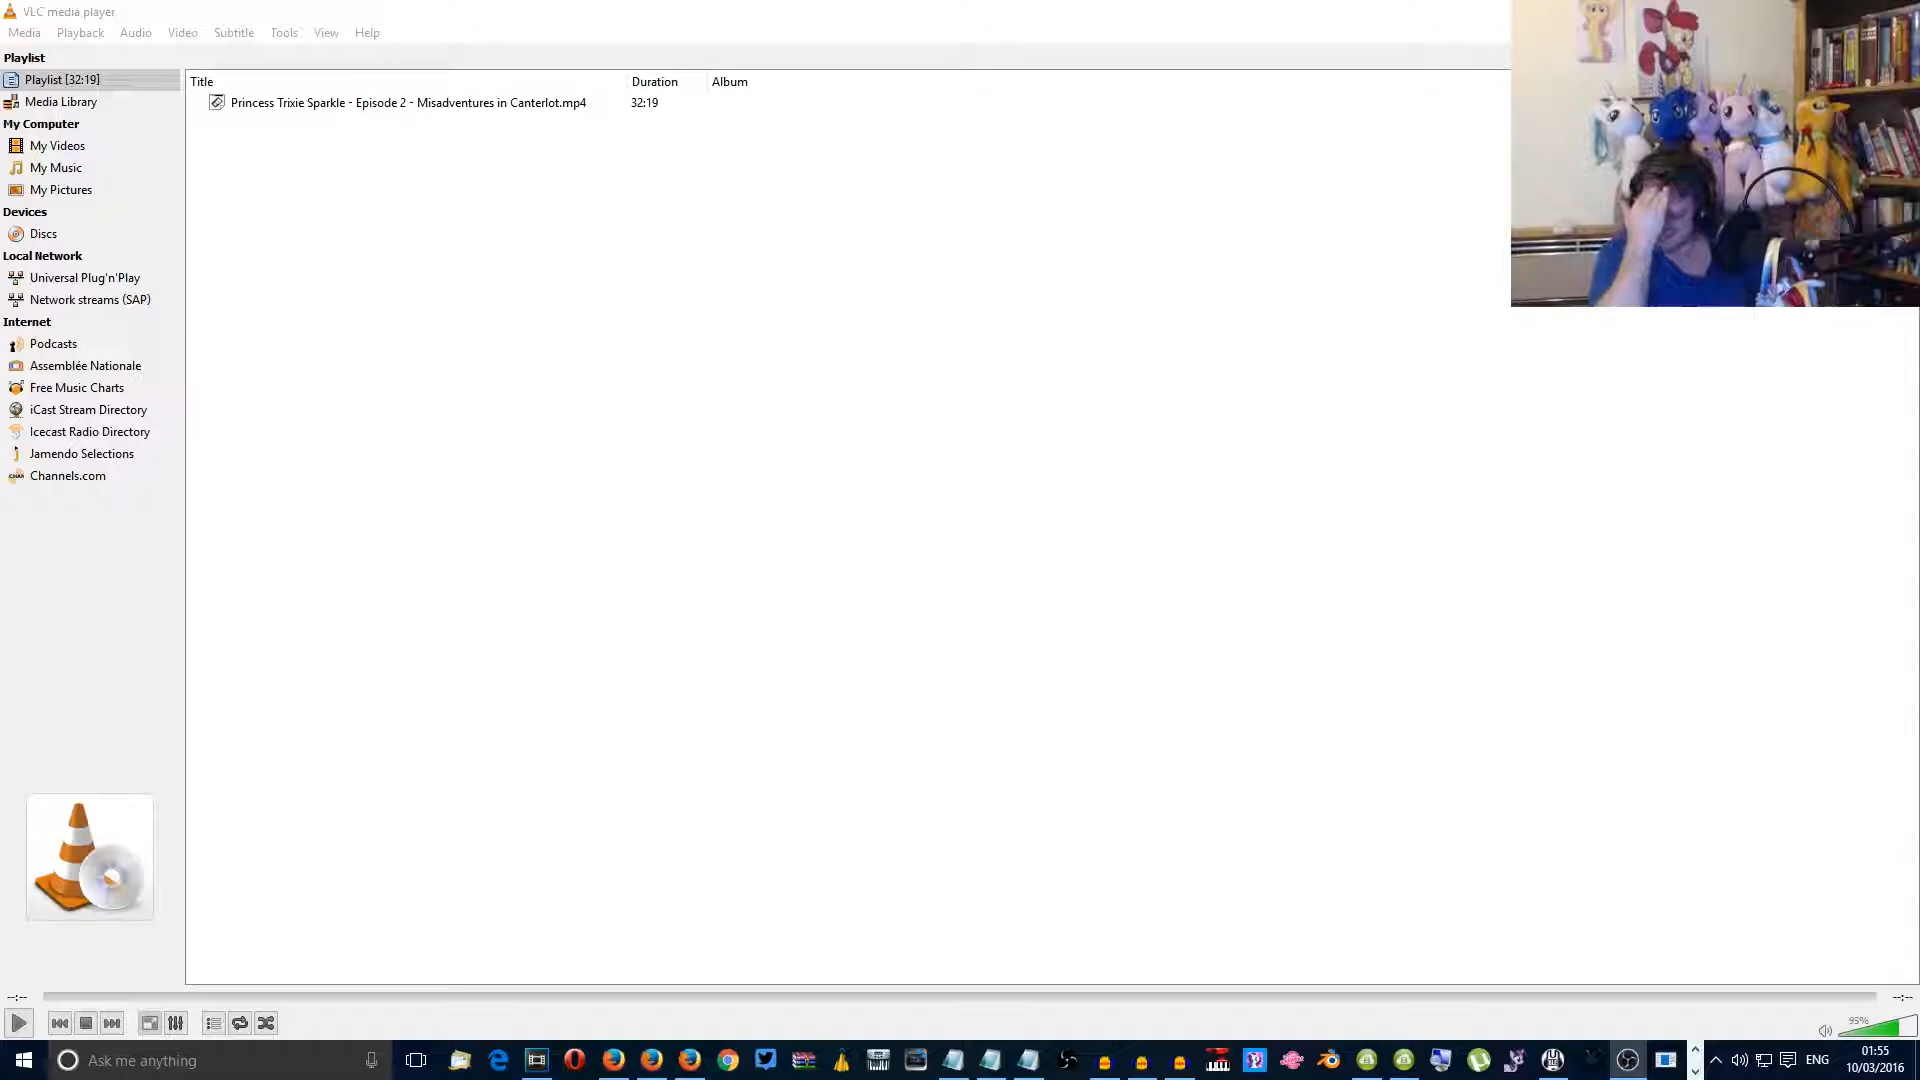 VLC media player
Media Playback Audio Video Subtitle Tools View Help
Playlist
Playlist [32:19]
Media Library
My Computer
My Videos
My Music
My Pictures
Devices
Discs
Local Network
Universal Plug'n'Play
Network streams (SAP)
Internet
Podcasts
Assemblée Nationale
Free Music Charts
iCast Stream Directory
Icecast Radio Directory
Jamendo Selections
Channels.com
Title Duration Album
Princess Trixie Sparkle - Episode 2 - Misadventures in Canterlot.mp4 32:19
--:-- --:--
95%
Ask me anything
ENG
01:55
10/03/2016